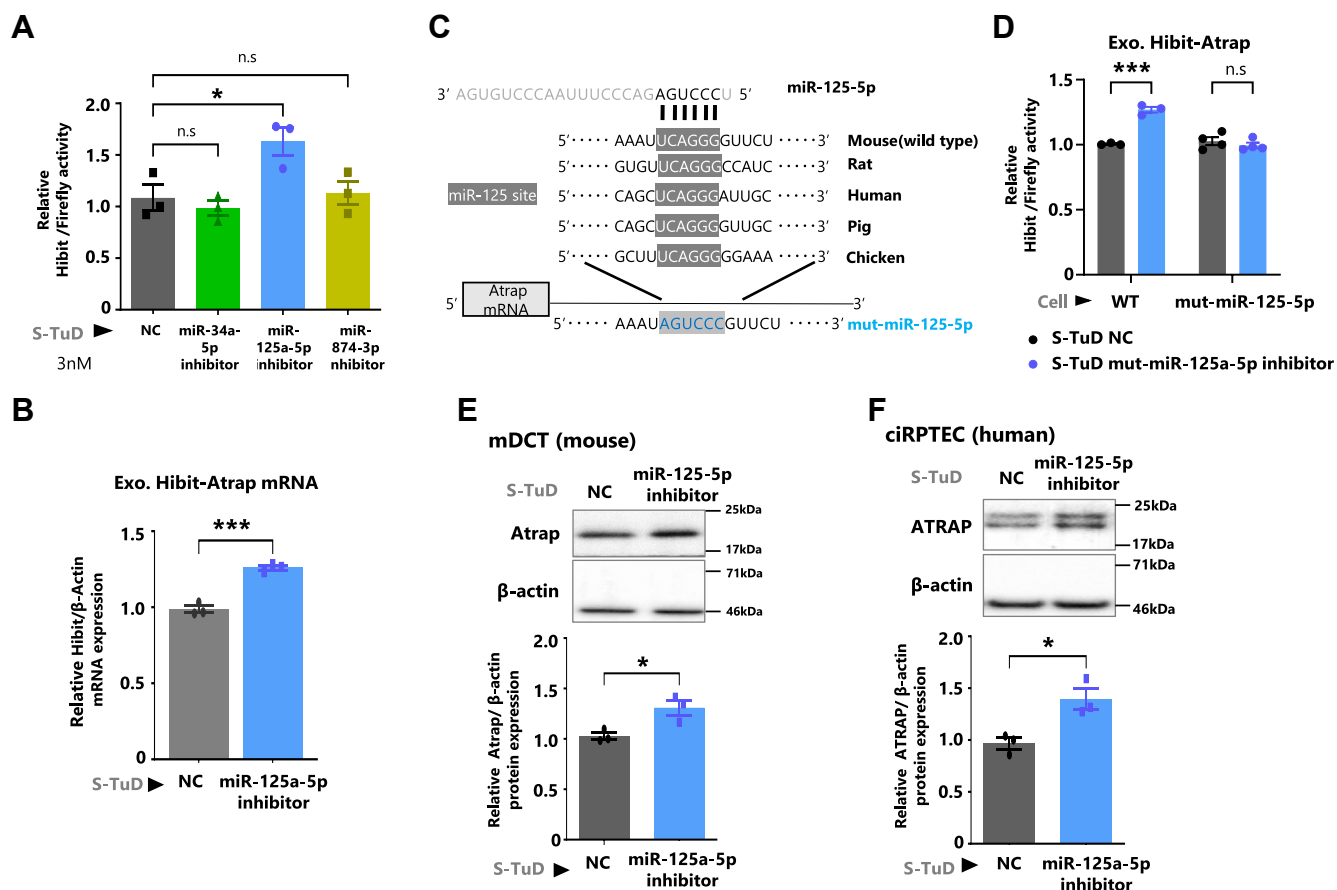 A
n.s
*
n.s
Relative
Hibit /Firefly activity
2.0
1.5
1.0
0.5
0
S-TuD ►
3nM
NC
miR-34a-
5p
inhibitor
miR-
125a-5p
inhibitor
miR-
874-3p
nhibitor
B
Exo. Hibit-Atrap mRNA
***
Relative Hibit/β-Actin
mRNA expression
1.5
1.0
0.5
0
S-TuD ►
NC
miR-125a-5p
inhibitor
C
3′ AGUGUCCCAAUUUCCCAGAGUCCCU 5′ miR-125-5p
5′····· AAAUUCAGGGGUUCU ·····3′ Mouse(wild type)
5′····· GUGUUCAGGGCCAUC ·····3′ Rat
miR-125 site
5′····· CAGCUCAGGGAUUGC ·····3′ Human
5′····· CAGCUCAGGGGUUGC ·····3′ Pig
5′····· GCUUUCAGGGGGAAA ·····3′ Chicken
5′ Atrap
mRNA 3′
5′····· AAAUAGUCCCGUUCU ·····3′ mut-miR-125-5p
D
Exo. Hibit-Atrap
***
n.s
Relative
Hibit /Firefly activity
1.5
1.0
0.5
0
Cell ►
WT
mut-miR-125-5p
S-TuD NC
S-TuD mut-miR-125a-5p inhibitor
E
mDCT (mouse)
S-TuD
NC
miR-125-5p
inhibitor
Atrap
25kDa
17kDa
β-actin
71kDa
46kDa
*
Relative Atrap/ β-actin
protein expression
2.0
1.5
1.0
0.5
0
S-TuD ►
NC
miR-125a-5p
inhibitor
F
ciRPTEC (human)
S-TuD
NC
miR-125-5p
inhibitor
ATRAP
25kDa
17kDa
β-actin
71kDa
46kDa
*
Relative ATRAP/ β-actin
protein expression
2.0
1.5
1.0
0.5
0
S-TuD ►
NC
miR-125a-5p
inhibitor